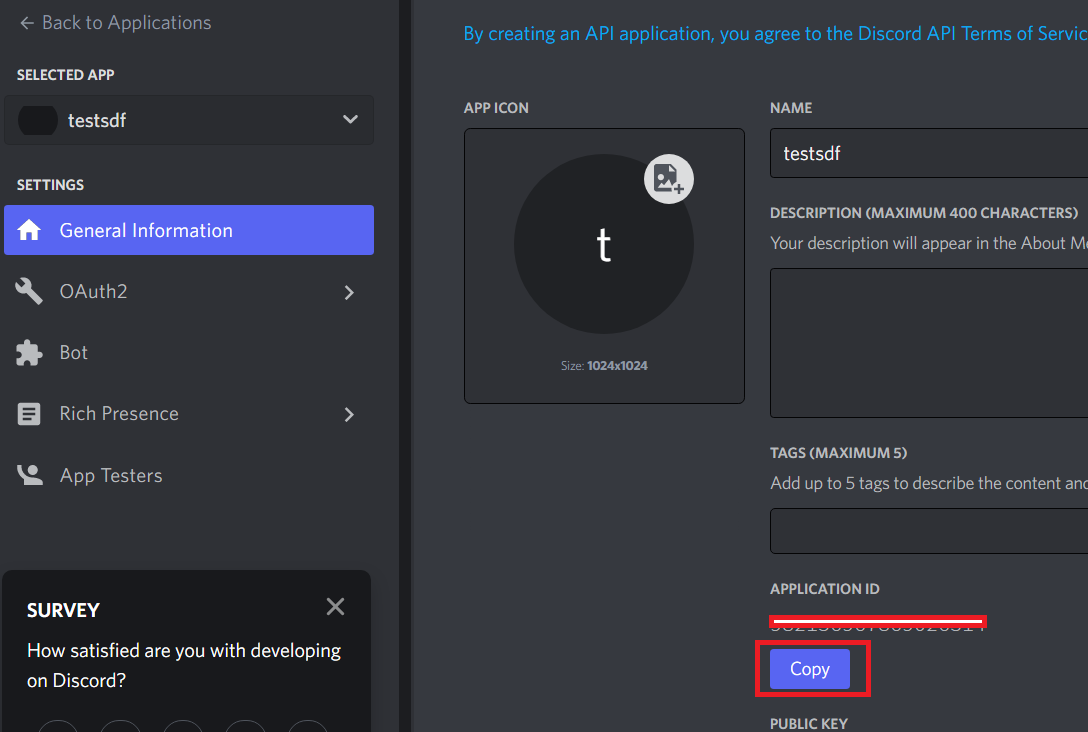 ← Back to Applications
SELECTED APP
testsdf
SETTINGS
General Information
OAuth2
Bot
Rich Presence
App Testers
SURVEY
How satisfied are you with developing
on Discord?
By creating an API application, you agree to the Discord API Terms of Servic
APP ICON
t
Size: 1024x1024
NAME
testsdf
DESCRIPTION (MAXIMUM 400 CHARACTERS)
Your description will appear in the About M
TAGS (MAXIMUM 5)
Add up to 5 tags to describe the content an
APPLICATION ID
Copy
PUBLIC KEY